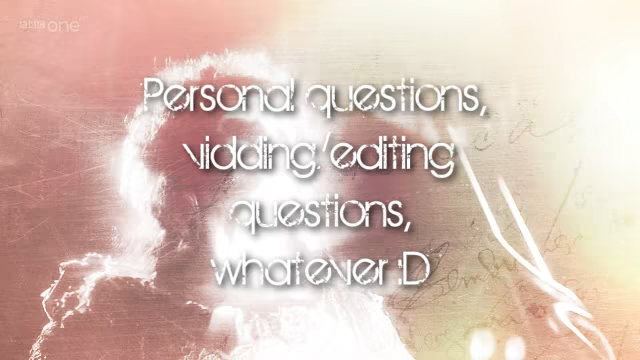 BBC one
Personal questions,
vidding/editing
questions,
whatever :D